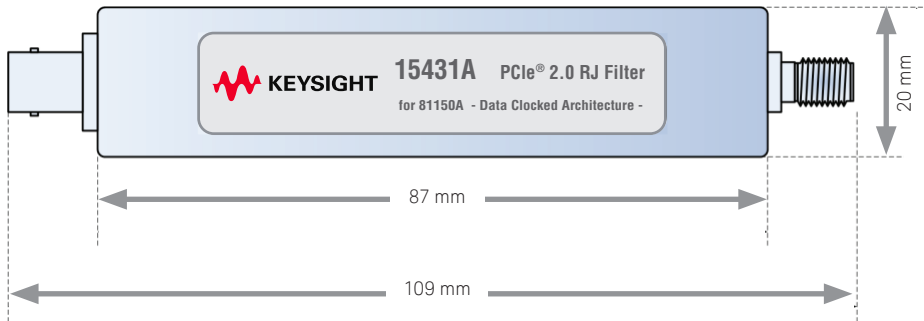 KEYSIGHT 15431A PCIe® 2.0 RJ Filter
for 81150A - Data Clocked Architecture -
20 mm
87 mm
109 mm